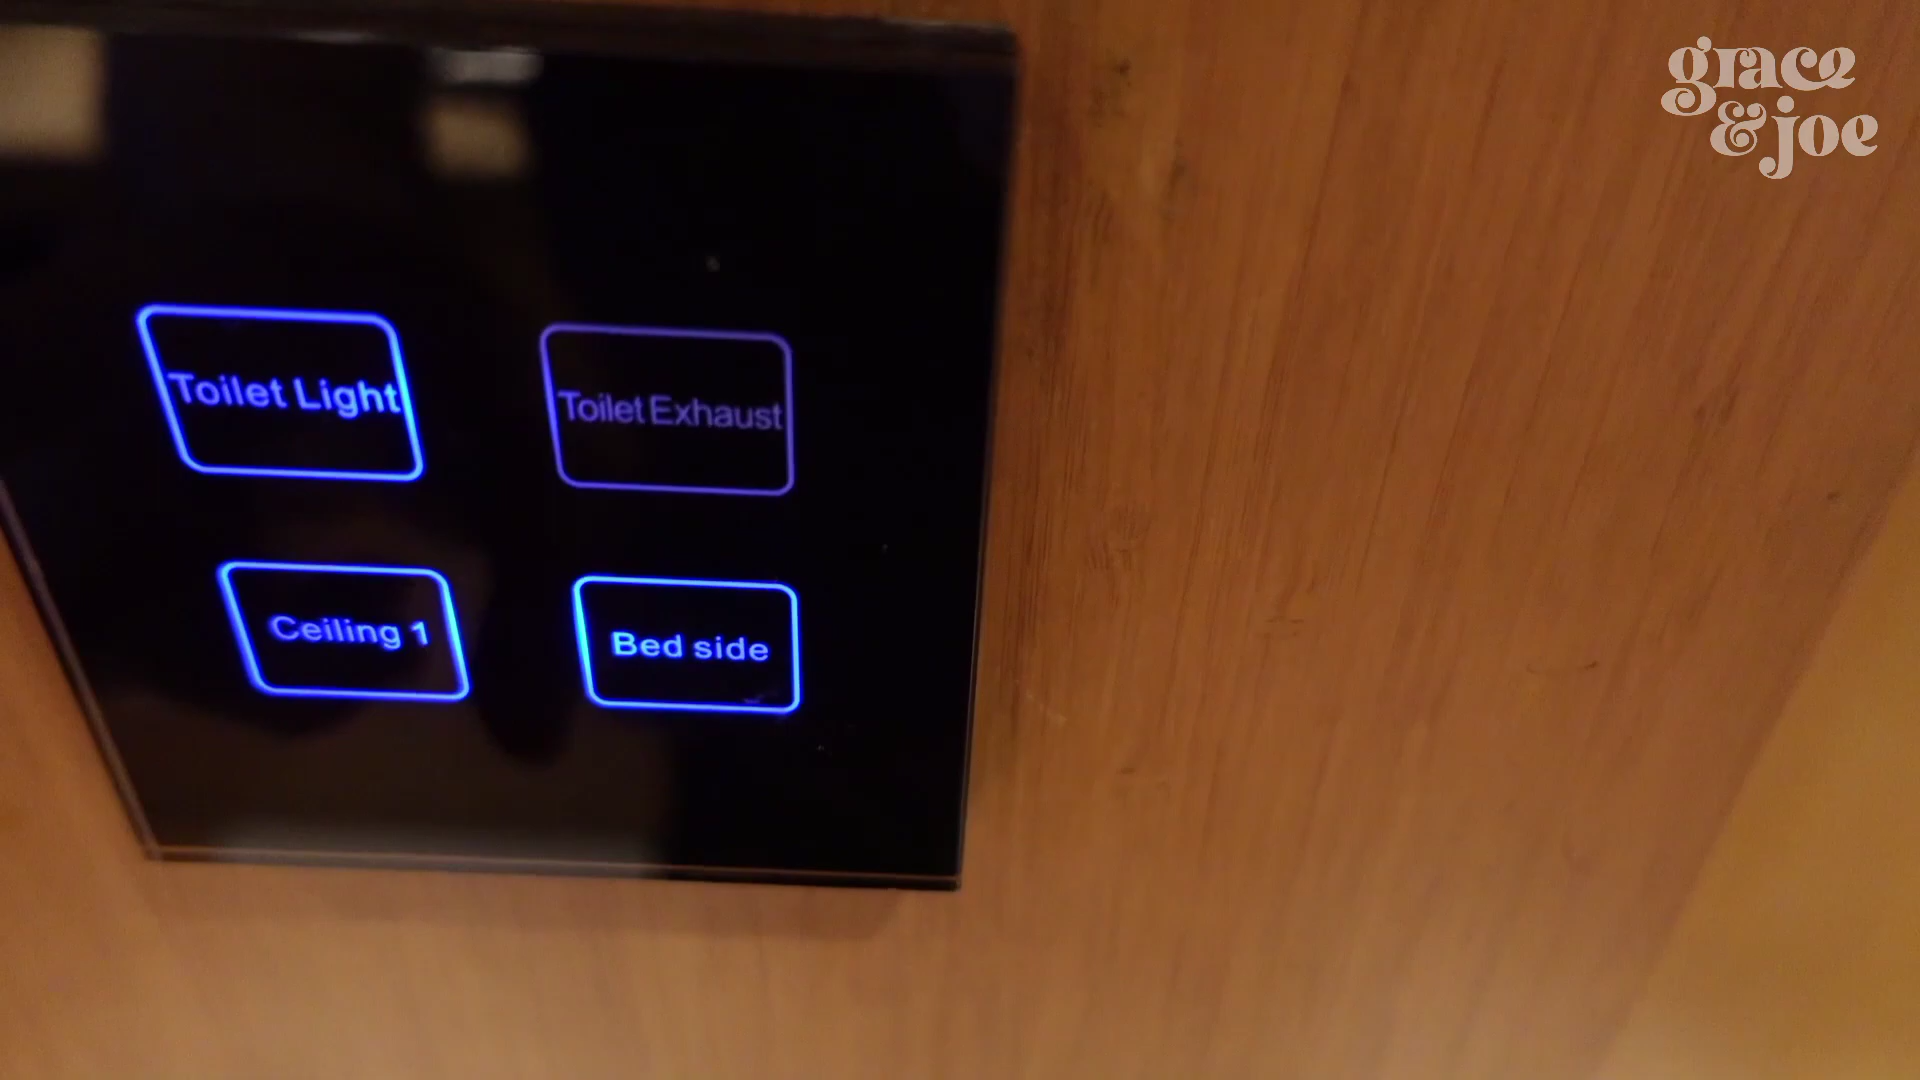 grace
& joe
Toilet Light
Toilet Exhaust
Ceiling 1
Bed side